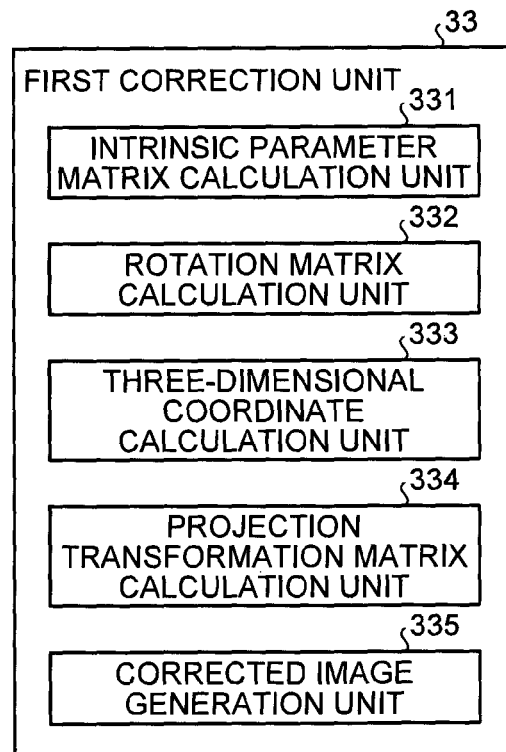 33
FIRST CORRECTION UNIT
331
INTRINSIC PARAMETER
MATRIX CALCULATION UNIT
332
ROTATION MATRIX
CALCULATION UNIT
333
THREE-DIMENSIONAL
COORDINATE
CALCULATION UNIT
334
PROJECTION
TRANSFORMATION MATRIX
CALCULATION UNIT
335
CORRECTED IMAGE
GENERATION UNIT